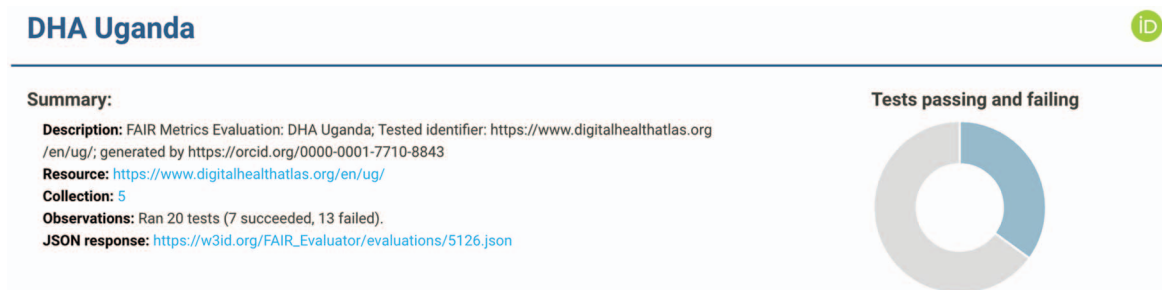 DHA Uganda
iD
Summary:
Description: FAIR Metrics Evaluation: DHA Uganda; Tested identifier: https://www.digitalhealthatlas.org
/en/ug/; generated by https://orcid.org/0000-0001-7710-8843
Resource: https://www.digitalhealthatlas.org/en/ug/
Collection: 5
Observations: Ran 20 tests (7 succeeded, 13 failed).
JSON response: https://w3id.org/FAIR_Evaluator/evaluations/5126.json
Tests passing and failing